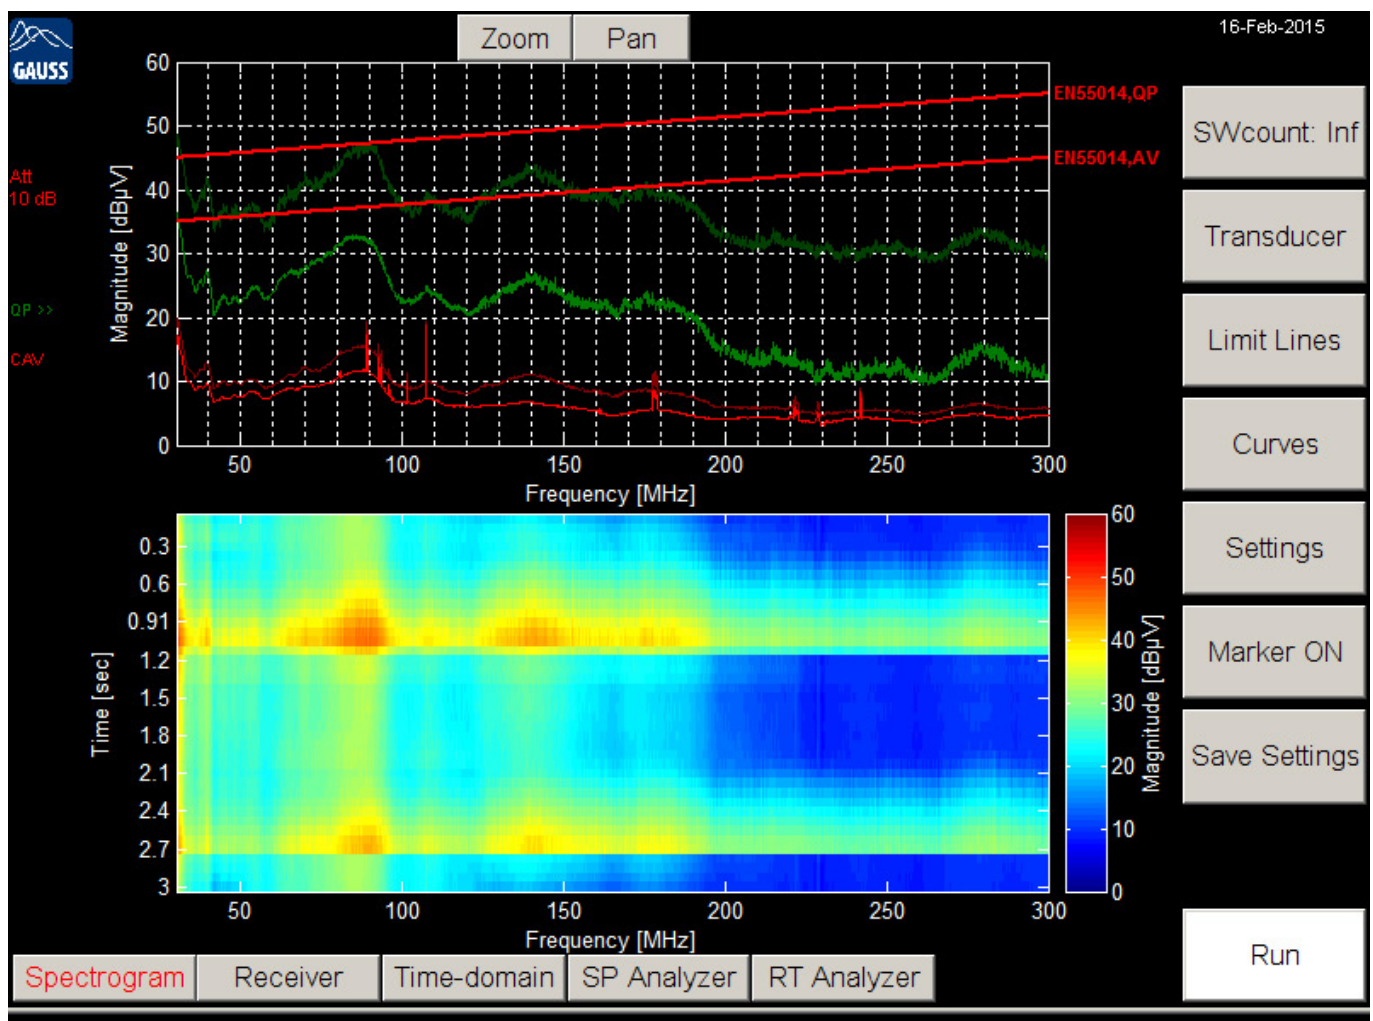 GAUSS
Zoom
Pan
16-Feb-2015
Att
10 dB
QP >>
CAV
Magnitude [dBµV]
60
50
40
30
20
10
0
EN55014,QP
EN55014,AV
50
100
150
200
250
300
Frequency [MHz]
Time [sec]
0.3
0.6
0.91
1.2
1.5
1.8
2.1
2.4
2.7
3
50
100
150
200
250
300
Frequency [MHz]
60
50
40
30
20
10
0
Magnitude [dBµV]
SWcount: Inf
Transducer
Limit Lines
Curves
Settings
Marker ON
Save Settings
Run
Spectrogram
Receiver
Time-domain
SP Analyzer
RT Analyzer